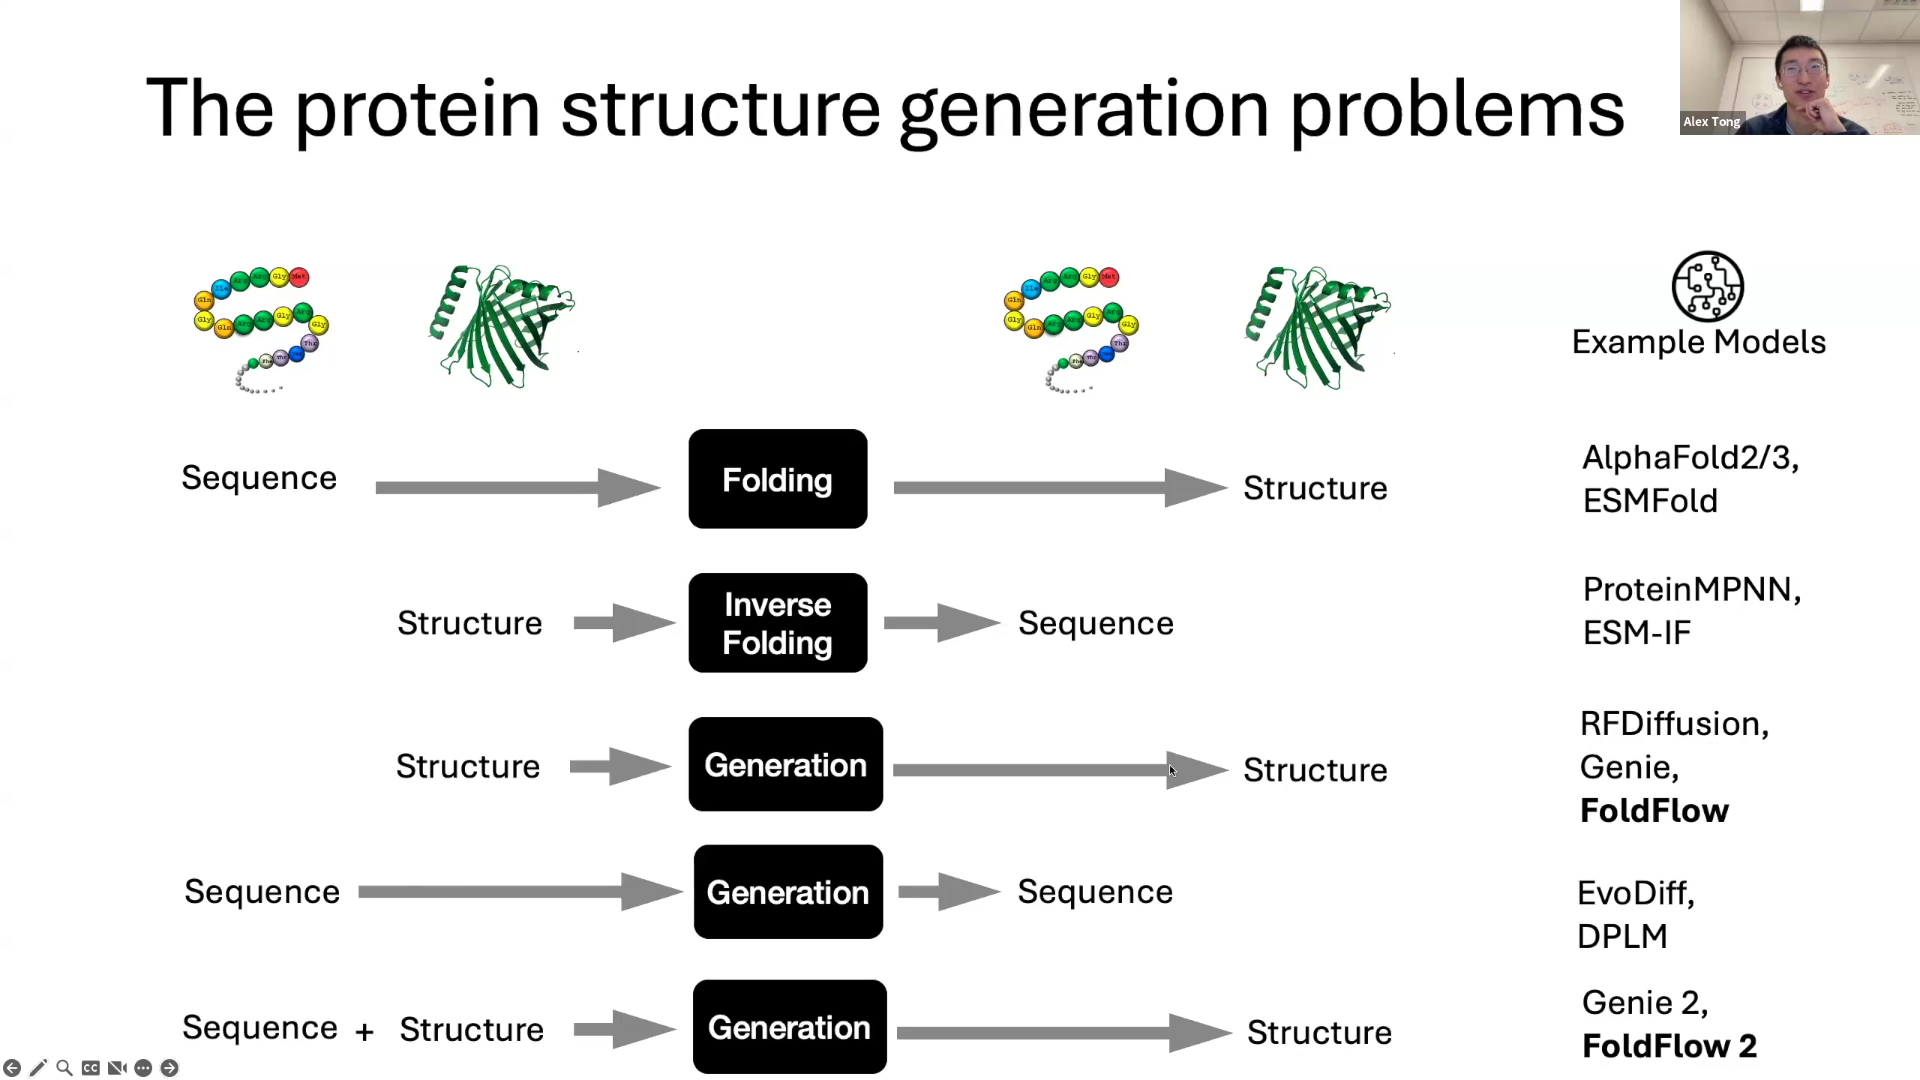 The protein structure generation problems
Alex Tong
Example Models
Sequence
Folding
Structure
AlphaFold2/3,
ESMFold
Structure
Inverse
Folding
Sequence
ProteinMPNN,
ESM-IF
Structure
Generation
Structure
RFDiffusion,
Genie,
FoldFlow
Sequence
Generation
Sequence
EvoDiff,
DPLM
Sequence + Structure
Generation
Structure
Genie 2,
FoldFlow 2
CC